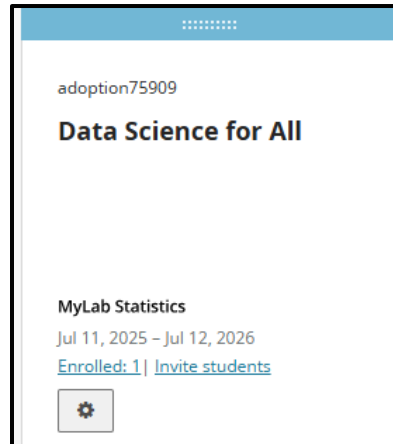 adoption75909
Data Science for All
MyLab Statistics
Jul 11, 2025 – Jul 12, 2026
Enrolled: 1| Invite students